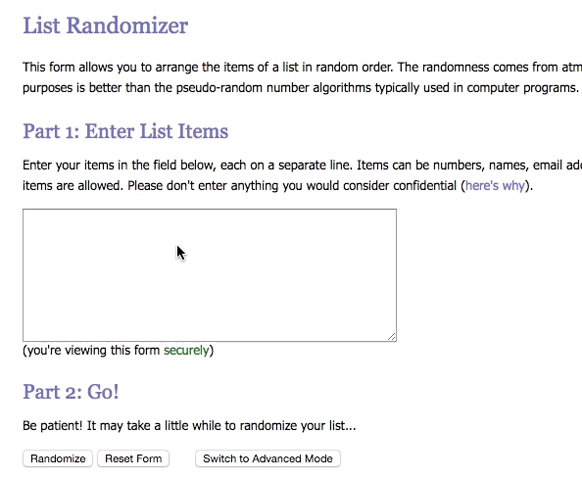 List Randomizer
This form allows you to arrange the items of a list in random order. The randomness comes from
purposes is better than the pseudo-random number algorithms typically used in computer programs.
Part 1: Enter List Items
Enter your items in the field below, each on a separate line. Items can be numbers, names, email
items are allowed. Please don't enter anything you would consider confidential (here's why).
(you're viewing this form securely)
Part 2: Go!
Be patient! It may take a little while to randomize your list...
Randomize Reset Form Switch to Advanced Mode